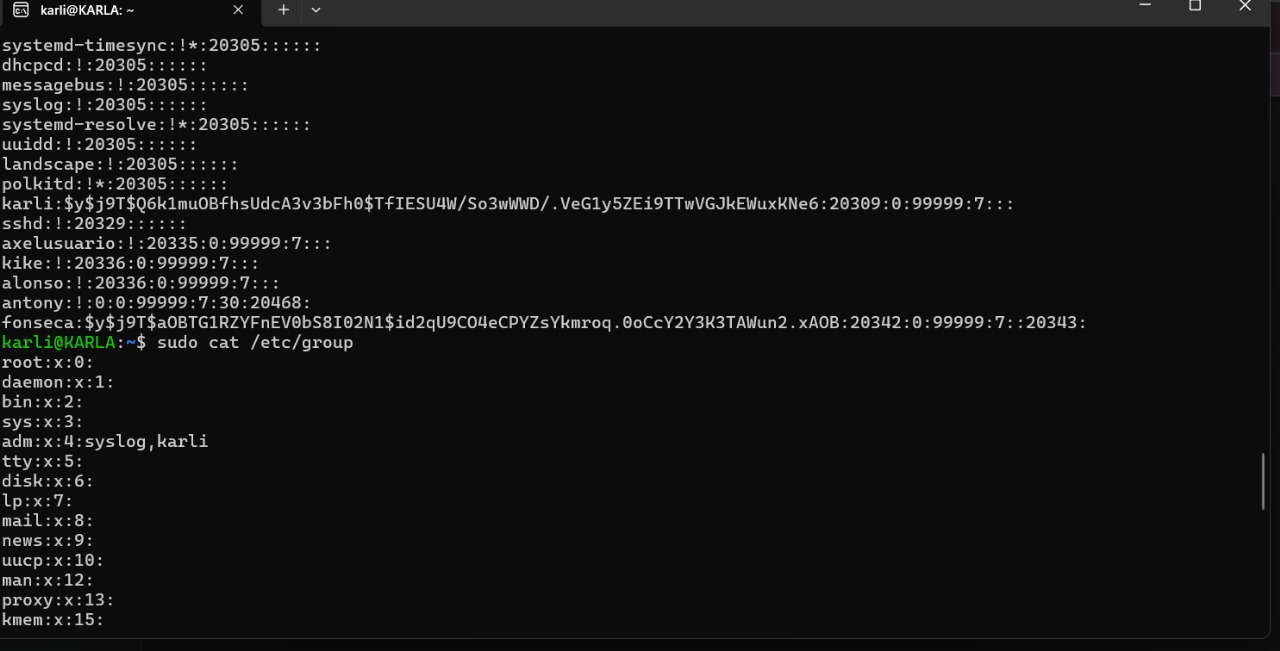 karli@KARLA: ~
systemd-timesync:!*:20305::::::
dhcpcd:!:20305::::::
messagebus:!:20305::::::
syslog:!:20305::::::
systemd-resolve:!*:20305::::::
uuidd:!:20305::::::
landscape:!:20305::::::
polkitd:!*:20305::::::
karli:$y$j9T$Q6k1muOBfhsUdcA3v3bFh0$TfIESU4W/So3wWWD/.VeG1y5ZEi9TTwVGJkEWuxKNe6:20309:0:99999:7:::
sshd:!:20329::::::
axelusuario:!:20335:0:99999:7:::
kike:!:20336:0:99999:7:::
alonso:!:20336:0:99999:7:::
antony:!:0:0:99999:7:30:20468:
fonseca:$y$j9T$aOBTG1RZYFnEV0bS8I02N1$id2qU9CO4eCPYZsYkmroq.0oCcY2Y3K3TAWun2.xAOB:20342:0:99999:7::20343:
karli@KARLA:~$ sudo cat /etc/group
root:x:0:
daemon:x:1:
bin:x:2:
sys:x:3:
adm:x:4:syslog,karli
tty:x:5:
disk:x:6:
lp:x:7:
mail:x:8:
news:x:9:
uucp:x:10:
man:x:12:
proxy:x:13:
kmem:x:15: